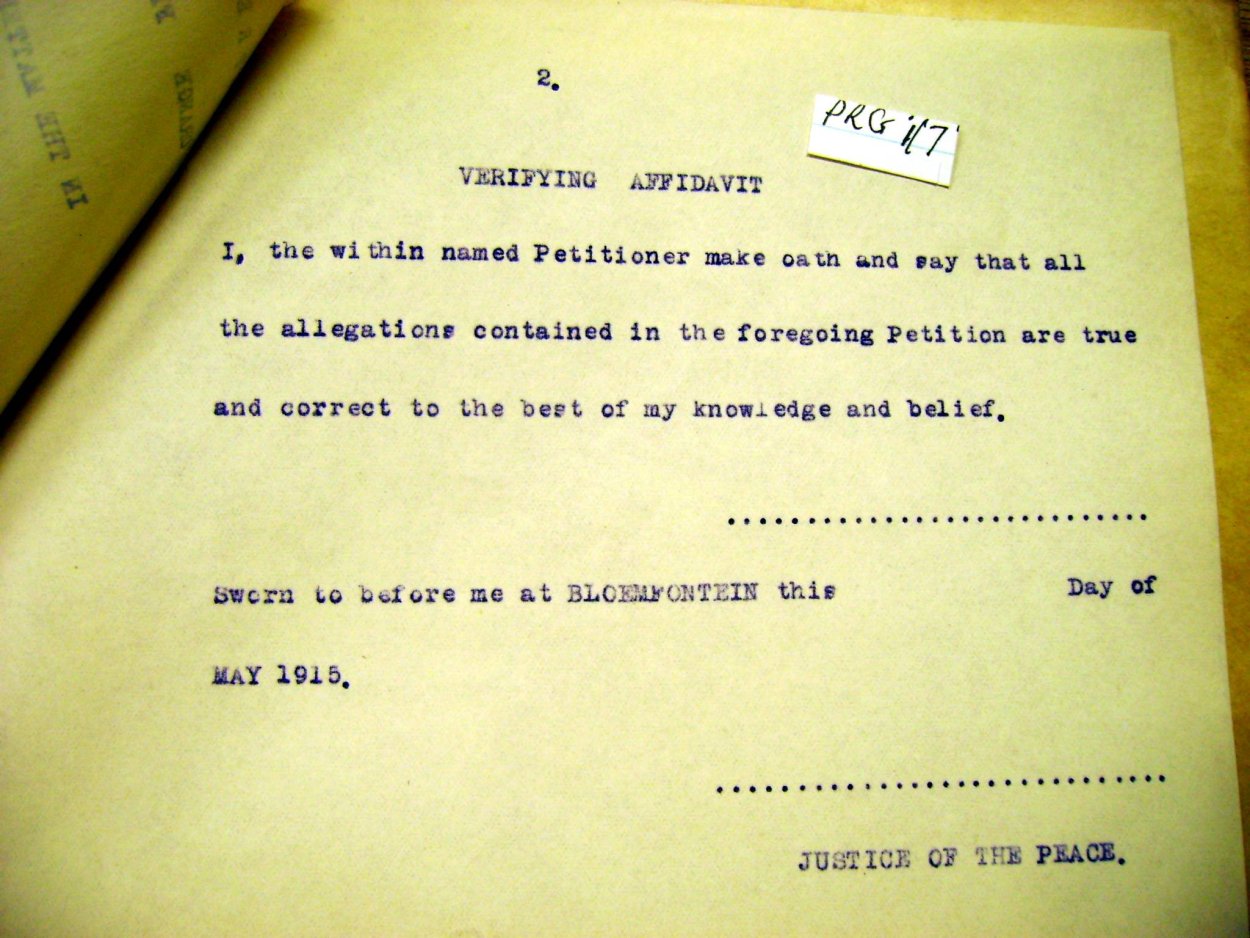 2.
PRG
VERIFYING AFFIDAVIT
I, the within named Petitioner make oath and say that all
the allegations contained in the foregoing Petition are true
and correct to the best of my knowledge and belief.
............................
Sworn to before me at BLOEMFONTEIN this Day of
MAY 1915.
............................
JUSTICE OF THE PEACE.
IN THE